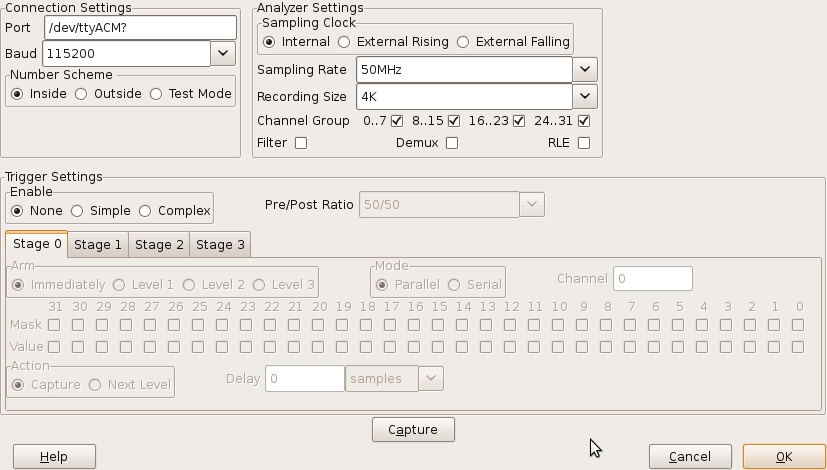 Connection Settings
Port /dev/ttyACM?
Baud 115200
Number Scheme
Inside Outside Test Mode
Analyzer Settings
Sampling Clock
Internal External Rising External Falling
Sampling Rate 50MHz
Recording Size 4K
Channel Group 0..7 8..15 16..23 24..31
Filter Demux RLE
Trigger Settings
Enable
None Simple Complex
Pre/Post Ratio 50/50
Stage 0 Stage 1 Stage 2 Stage 3
Arm
Immediately Level 1 Level 2 Level 3
Mode
Parallel Serial
Channel 0
31 30 29 28 27 26 25 24 23 22 21 20 19 18 17 16 15 14 13 12 11 10 9 8 7 6 5 4 3 2 1 0
Mask
Value
Action
Capture Next Level
Delay 0 samples
Capture
Help Cancel OK